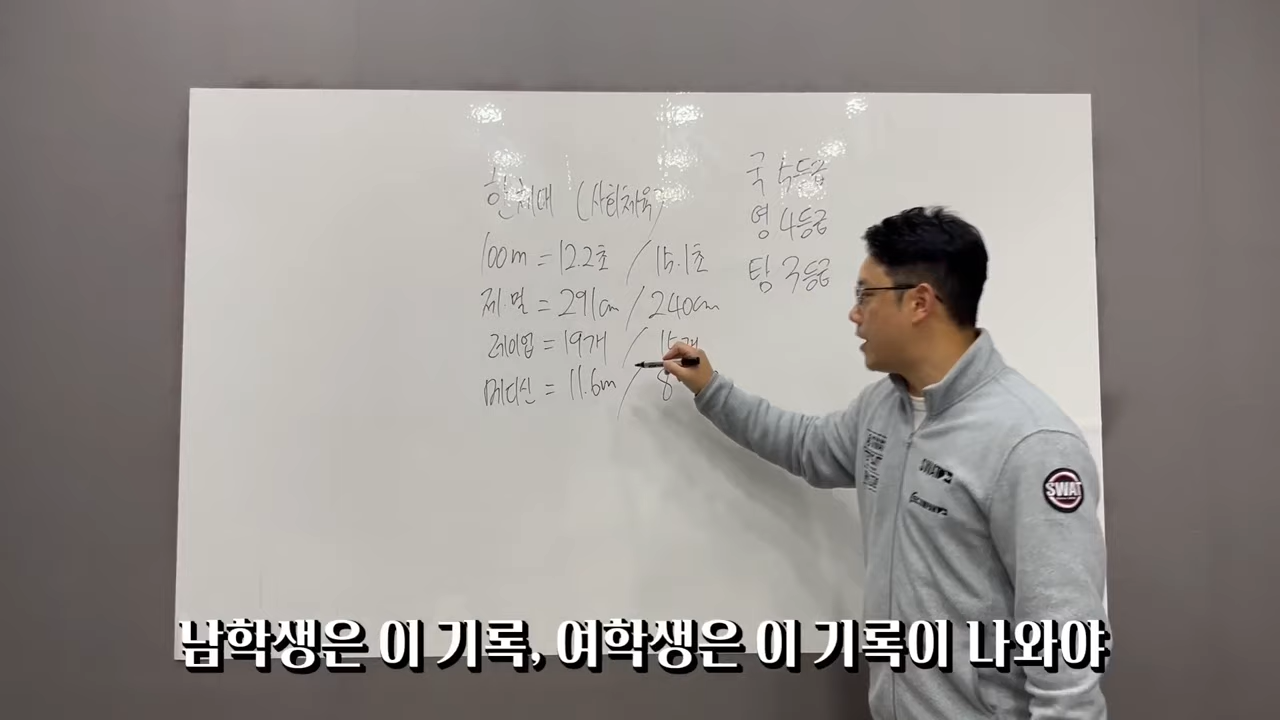 한체대 (사회체육)
100m = 12.2초 / 15.1초
제.멀 = 291cm / 240cm
레이업 = 19개 / 15개
메디신 = 11.6m / 8
국 5등급
영 4등급
탐 3등급
SWAT
SWAT
남학생은 이 기록, 여학생은 이 기록이 나와야